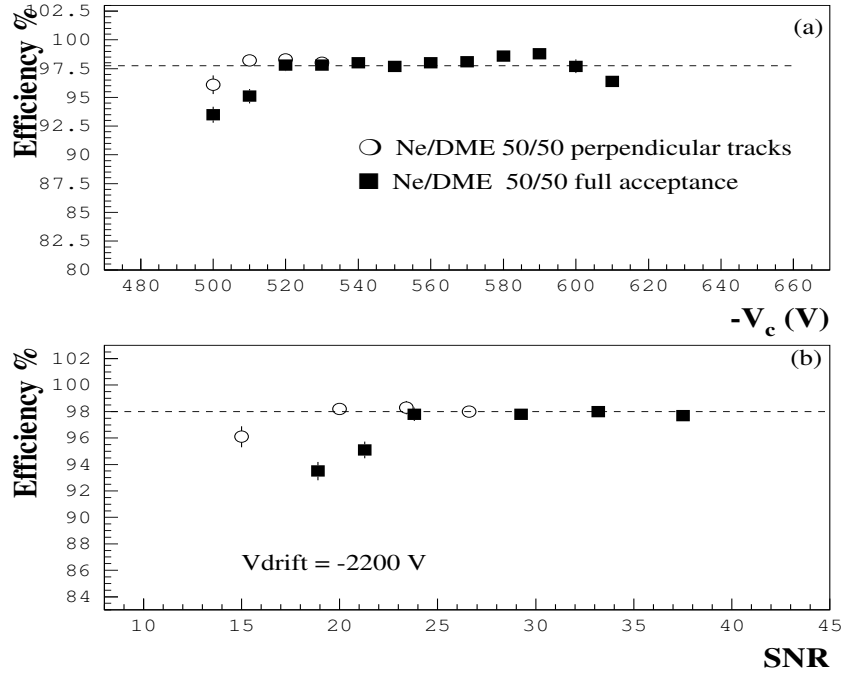 Efficiency %
102.5
100
97.5
95
92.5
90
87.5
85
82.5
80
(a)
Ne/DME 50/50 perpendicular tracks
Ne/DME 50/50 full acceptance
480 500 520 540 560 580 600 620 640 660
-Vc (V)
Efficiency %
102
100
98
96
94
92
90
88
86
84
(b)
Vdrift = -2200 V
10 15 20 25 30 35 40 45
SNR